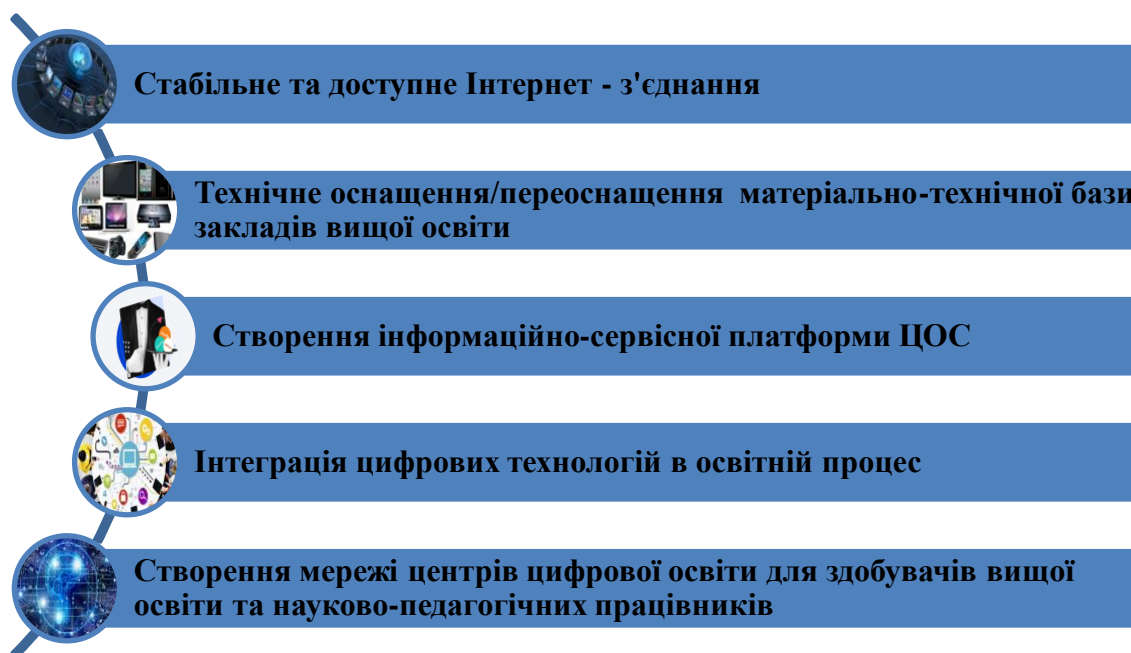 Стабільне та доступне Інтернет - з'єднання
Технічне оснащення/переоснащення матеріально-технічної бази
закладів вищої освіти
Створення інформаційно-сервісної платформи ЦОС
Інтеграція цифрових технологій в освітній процес
Створення мережі центрів цифрової освіти для здобувачів вищої
освіти та науково-педагогічних працівників